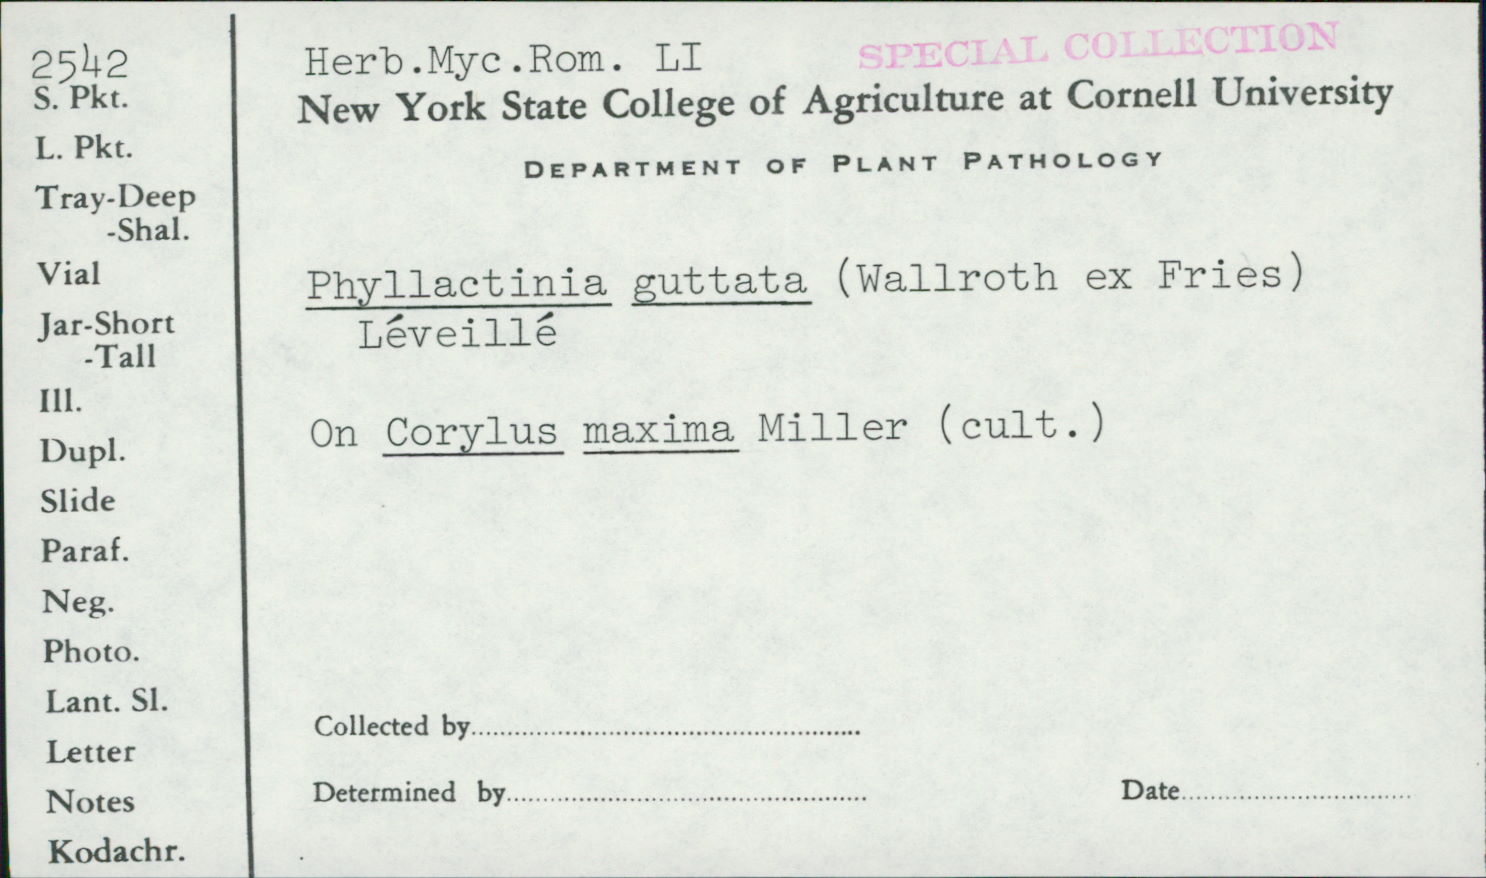 2542
S. Pkt.
L. Pkt.
Tray-Deep
-Shal.
Vial
Jar-Short
-Tall
Ill.
Dupl.
Slide
Paraf.
Neg.
Photo.
Lant. Sl.
Letter
Notes
Kodachr.
Herb.Myc.Rom. LI
SPECIAL COLLECTION
New York State College of Agriculture at Cornell University
DEPARTMENT OF PLANT PATHOLOGY
Phyllactinia guttata (Wallroth ex Fries)
Léveillé
On Corylus maxima Miller (cult.)
Collected by
Determined by
Date